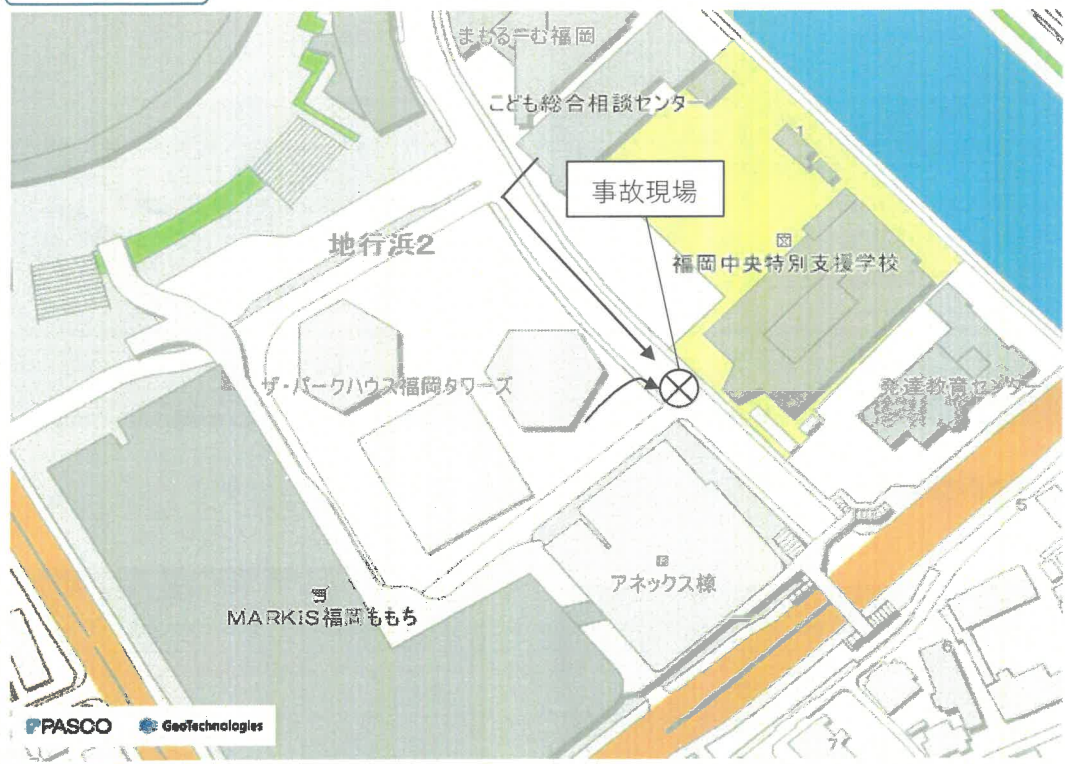 まもるーむ福岡
こども総合相談センター
1
事故現場
地行浜2
福岡中央特別支援学校
ザ・パークハウス福岡タワーズ
発達教育センター
5
P
アネックス棟
MARKIS福岡ももち
6
7
PASCO
GeoTechnologies